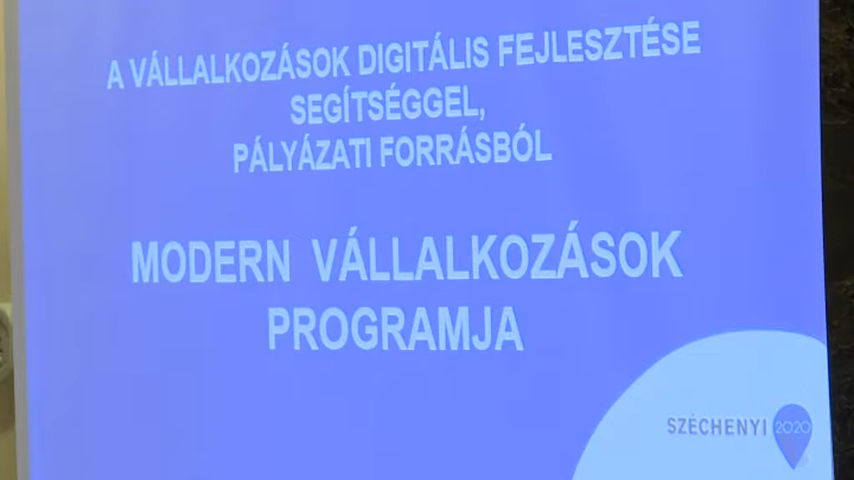 A VÁLLALKOZÁSOK DIGITÁLIS FEJLESZTÉSE
SEGÍTSÉGGEL,
PÁLYÁZATI FORRÁSBÓL
MODERN VÁLLALKOZÁSOK
PROGRAMJA
SZÉCHENYI 2020